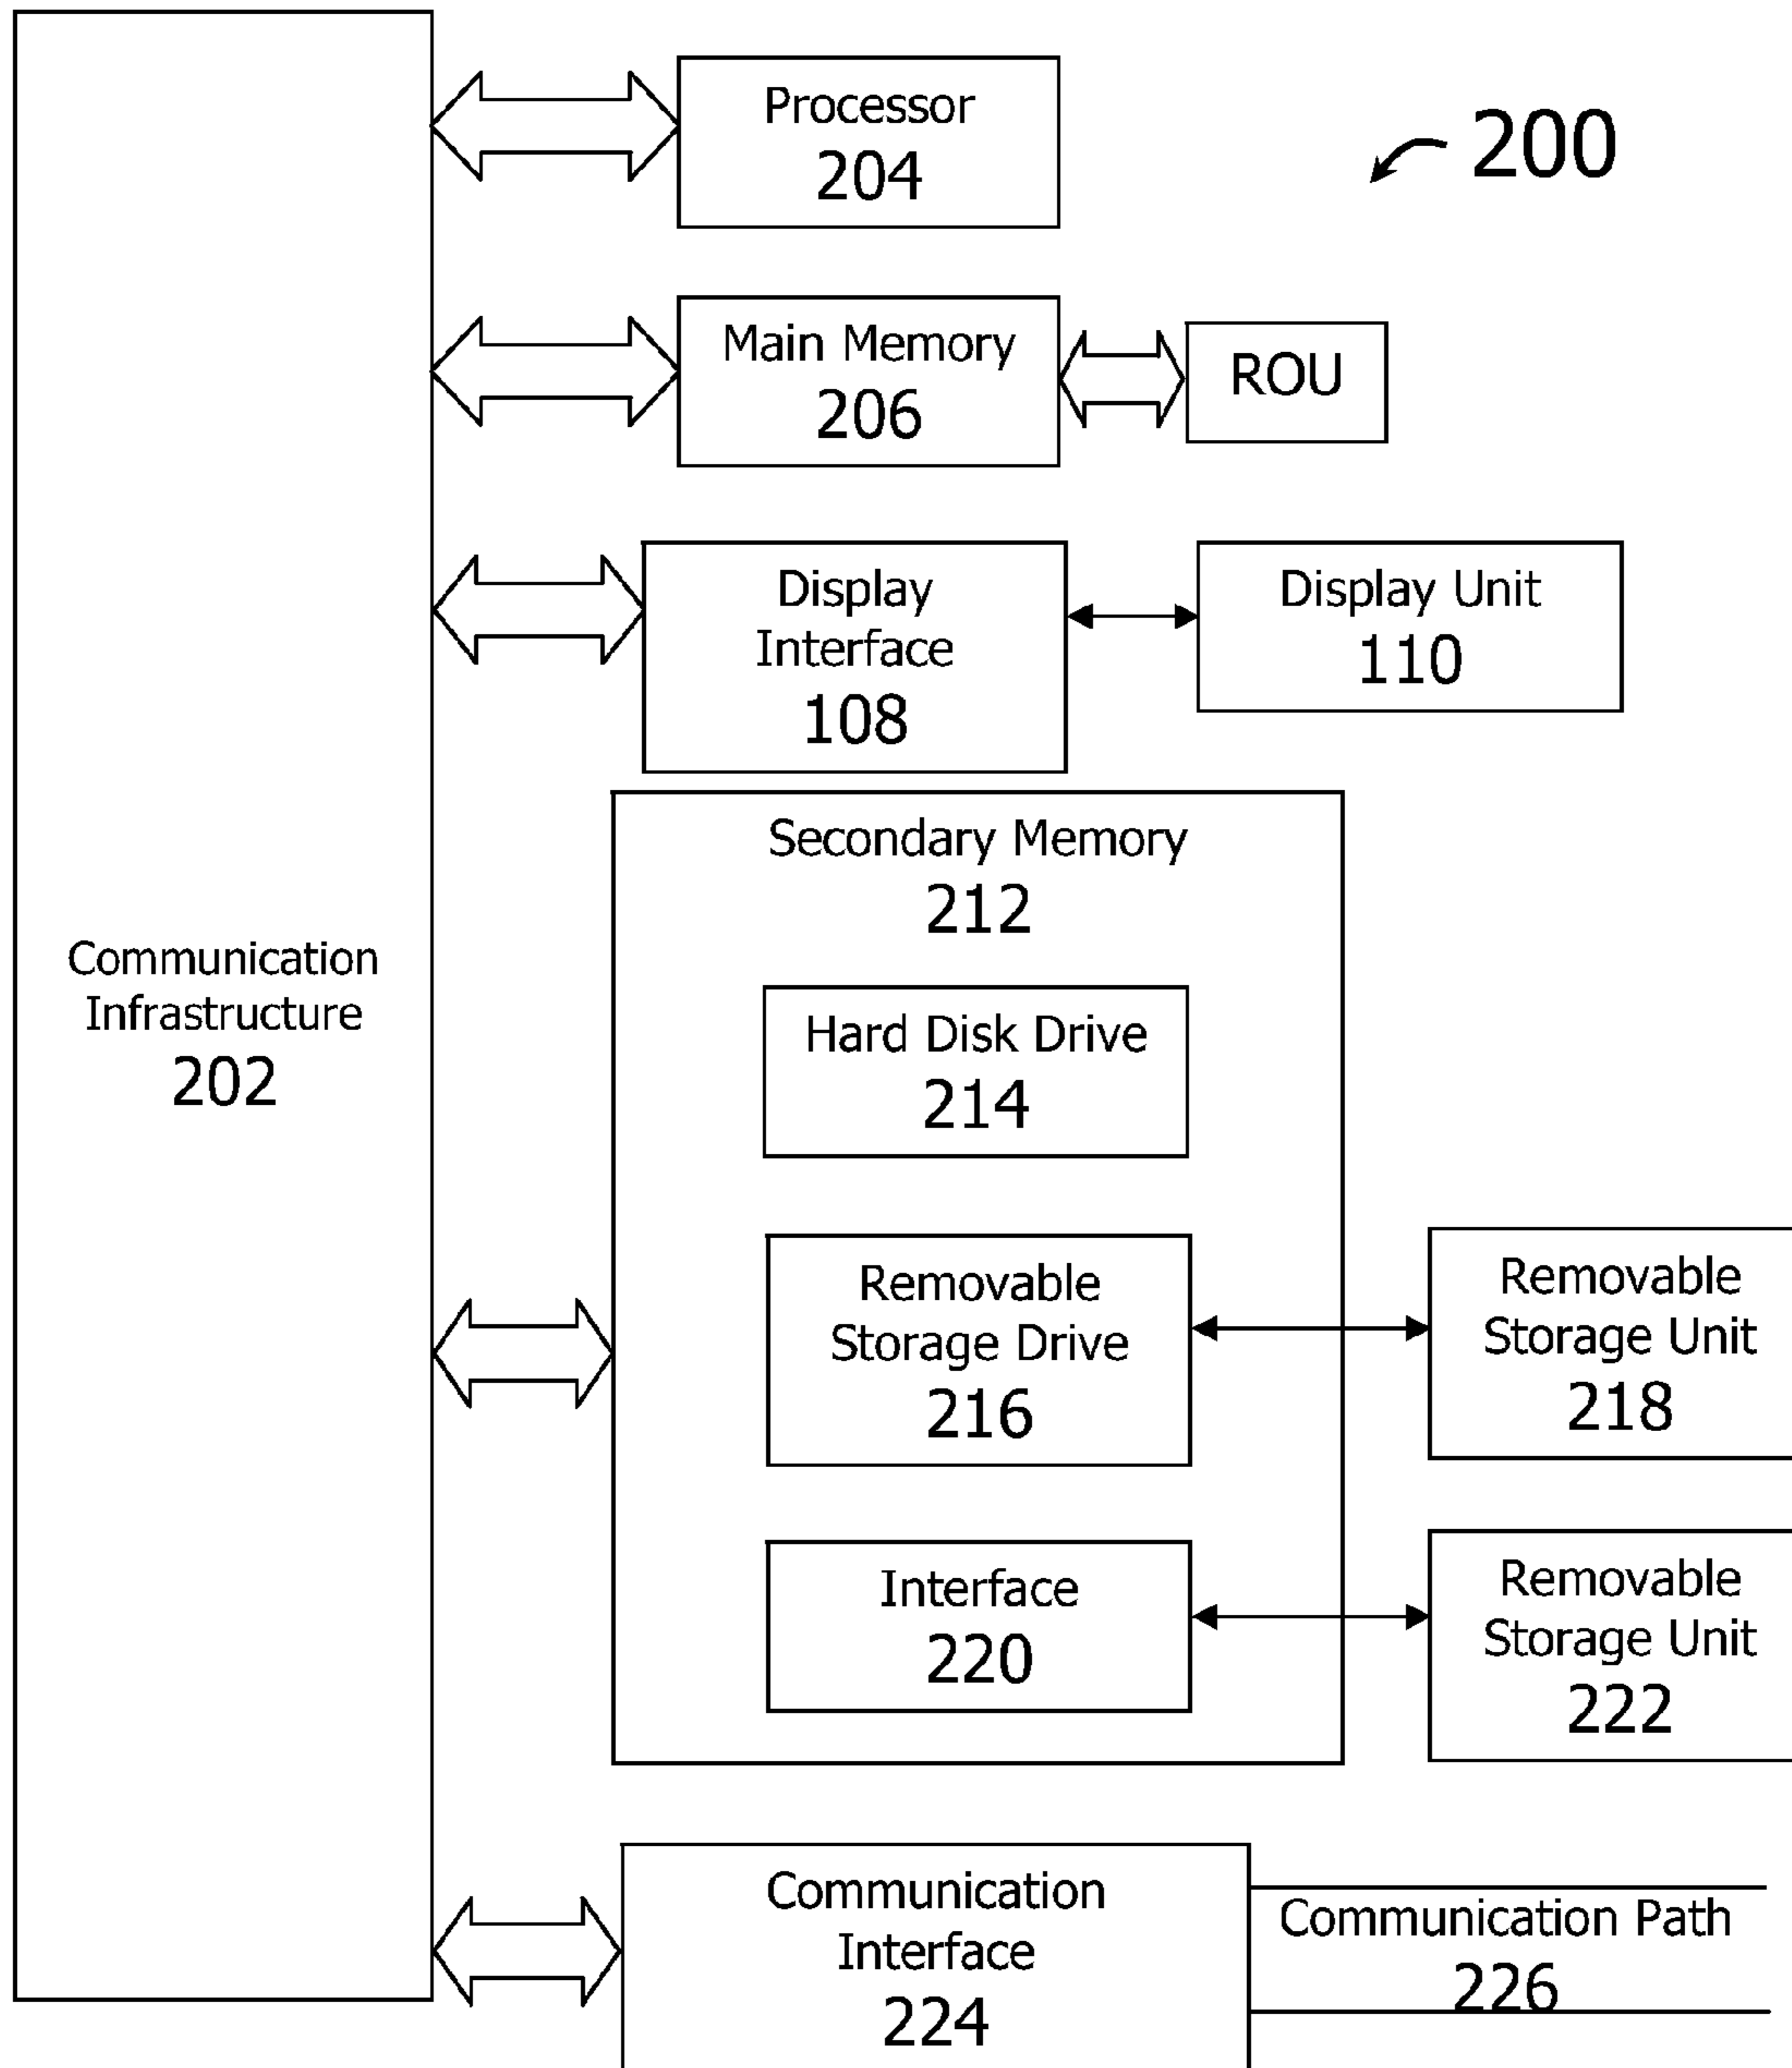 Processor
204
200
Main Memory
206
ROU
Display
Interface
108
Display Unit
110
Secondary Memory
212
Communication
Infrastructure
202
Hard Disk Drive
214
Removable
Storage Drive
216
Removable
Storage Unit
218
Interface
220
Removable
Storage Unit
222
Communication
Interface
224
Communication Path
226